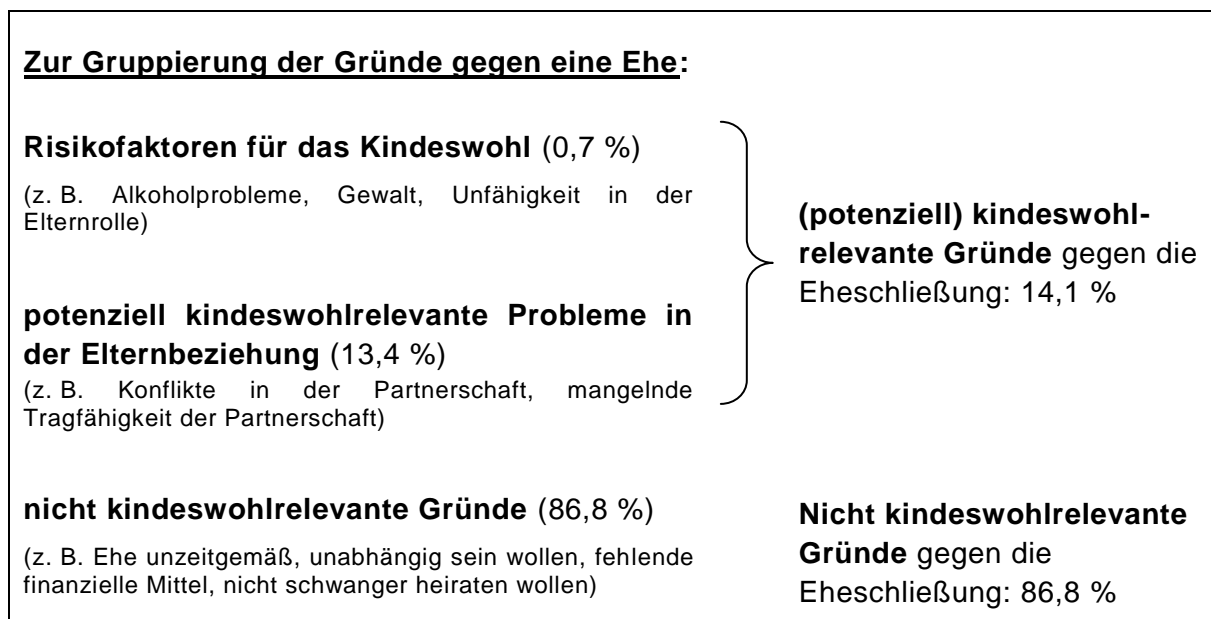 Zur Gruppierung der Gründe gegen eine Ehe:
Risikofaktoren für das Kindeswohl (0,7 %)
(z. B. Alkoholprobleme, Gewalt, Unfähigkeit in der
Elternrolle)
potenziell kindeswohlrelevante Probleme in
der Elternbeziehung (13,4 %)
(z. B. Konflikte in der Partnerschaft, mangelnde
Tragfähigkeit der Partnerschaft)
(potenziell) kindeswohl-
relevante Gründe gegen die
Eheschließung: 14,1 %
nicht kindeswohlrelevante Gründe (86,8 %)
(z. B. Ehe unzeitgemäß, unabhängig sein wollen, fehlende
finanzielle Mittel, nicht schwanger heiraten wollen)
Nicht kindeswohlrelevante
Gründe gegen die
Eheschließung: 86,8 %